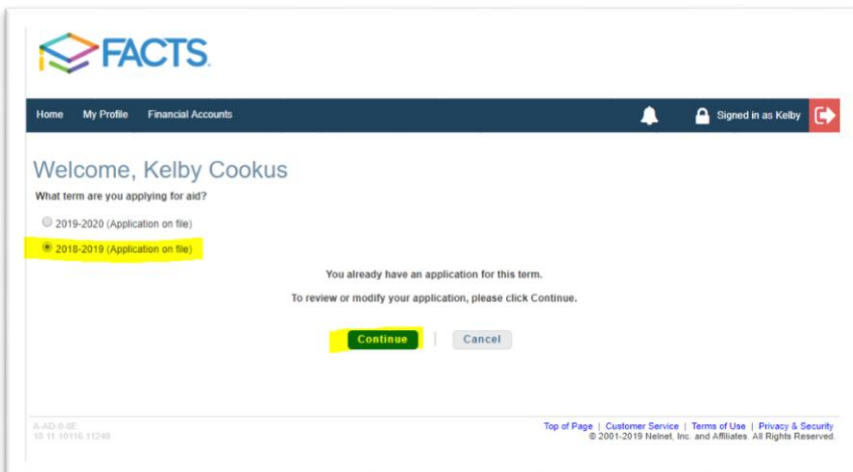 FACTS
Home My Profile Financial Accounts Signed in as Kelby
Welcome, Kelby Cookus
What term are you applying for aid?
2019-2020 (Application on file)
2018-2019 (Application on file)
You already have an application for this term.
To review or modify your application, please click Continue.
Continue | Cancel
Top of Page | Customer Service | Terms of Use | Privacy & Security
© 2001-2019 Nelnet, Inc. and Affiliates. All Rights Reserved.